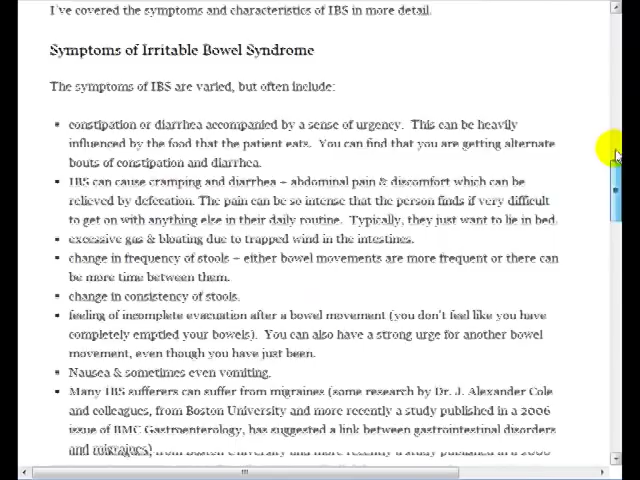 I've covered the symptoms and characteristics of IBS in more detail.
Symptoms of Irritable Bowel Syndrome
The symptoms of IBS are varied, but often include:
constipation or diarrhea accompanied by a sense of urgency. This can be heavily
influenced by the food that the patient eats. You can find that you are getting alternate
bouts of constipation and diarrhea.
IBS can cause cramping and diarrhea – abdominal pain & discomfort which can be
relieved by defecation. The pain can be so intense that the person finds if very difficult
to get on with anything else in their daily routine. Typically, they just want to lie in bed.
excessive gas & bloating due to trapped wind in the intestines.
change in frequency of stools – either bowel movements are more frequent or there can
be more time between them.
change in consistency of stools.
feeling of incomplete evacuation after a bowel movement (you don't feel like you have
completely emptied your bowels). You can also have a strong urge for another bowel
movement, even though you have just been.
Nausea & sometimes even vomiting.
Many IBS sufferers can suffer from migraines (some research by Dr. J. Alexander Cole
and colleagues, from Boston University and more recently a study published in a 2006
issue of BMC Gastroenterology, has suggested a link between gastrointestinal disorders
and migraines)